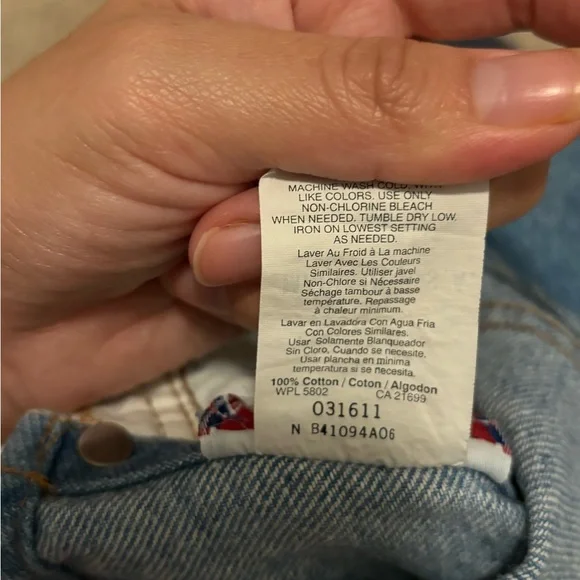 MACHINE WASH COLD. WITH
LIKE COLORS. USE ONLY
NON-CHLORINE BLEACH
WHEN NEEDED. TUMBLE DRY LOW.
IRON ON LOWEST SETTING
AS NEEDED.
Laver Au Froid à La machine
Laver Avec Les Couleurs
Similaires. Utiliser javel
Non-Chlore si Nécessaire
Séchage tambour à basse
température. Repassage
à chaleur minimum.
Lavar en Lavadora Con Agua Fria
Con Colores Similares.
Usar Solamente Blanqueador
Sin Cloro, Cuando se necesite.
Usar plancha en minima
temperatura si se necesita.
100% Cotton / Coton / Algodon
WPL 5802 CA 21699
031611
N B41094A06